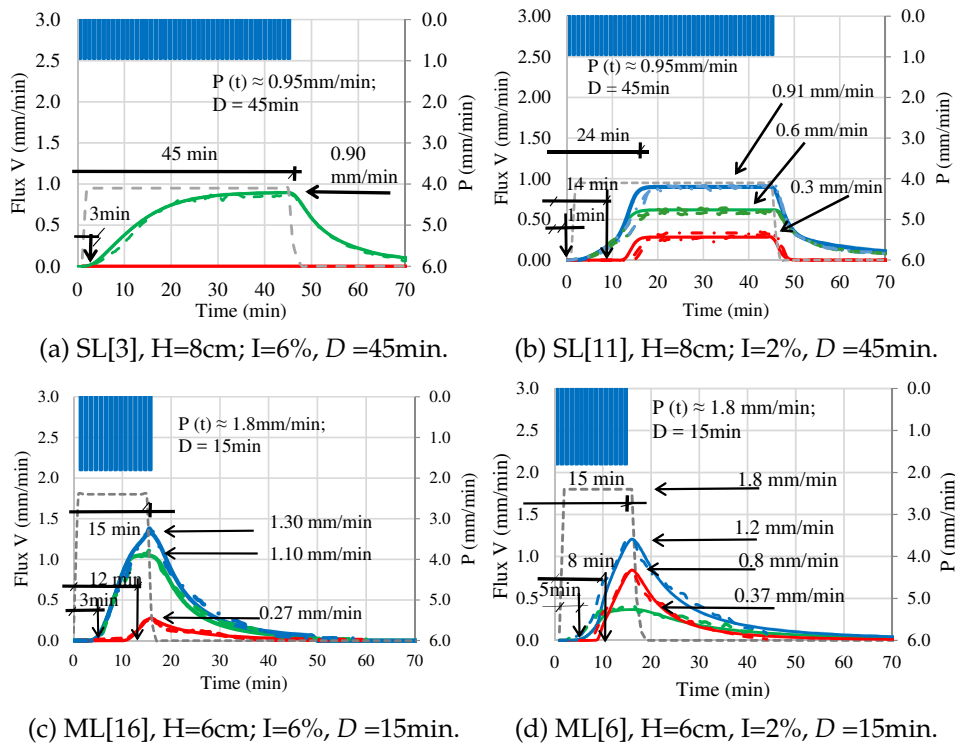 3.0
2.5
2.0
1.5
1.0
0.5
0.0
Flux V (mm/min)
0.0
1.0
2.0
3.0
4.0
5.0
6.0
P (mm/min)
P (t) ≈ 0.95mm/min;
D = 45min
45 min
0.90
mm/min
3min
0 10 20 30 40 50 60 70
Time (min)
(a) SL[3], H=8cm; I=6%, D =45min.
3.00
2.50
2.00
1.50
1.00
0.50
0.00
Flux V (mm/min)
0.0
1.0
2.0
3.0
4.0
5.0
6.0
P (mm/min)
P (t) ≈ 0.95mm/min
D = 45min
0.91 mm/min
24 min
0.6 mm/min
14 min
0.3 mm/min
1min
0 10 20 30 40 50 60 70
Time (min)
(b) SL[11], H=8cm; I=2%, D =45min.
3.0
2.5
2.0
1.5
1.0
0.5
0.0
Flux V (mm/min)
0.0
1.0
2.0
3.0
4.0
5.0
6.0
P (mm/min)
P (t) ≈ 1.8mm/min;
D = 15min
15 min
1.30 mm/min
1.10 mm/min
12 min
3min
0.27 mm/min
0 10 20 30 40 50 60 70
Time (min)
(c) ML[16], H=6cm; I=6%, D =15min.
3.0
2.5
2.0
1.5
1.0
0.5
0.0
Flux V (mm/min)
0.0
1.0
2.0
3.0
4.0
5.0
6.0
P (mm/min)
P (t) ≈ 1.8 mm/min;
D = 15min
15 min
1.8 mm/min
1.2 mm/min
8 min
0.8 mm/min
5min
0.37 mm/min
0 10 20 30 40 50 60 70
Time (min)
(d) ML[6], H=6cm, I=2%, D =15min.